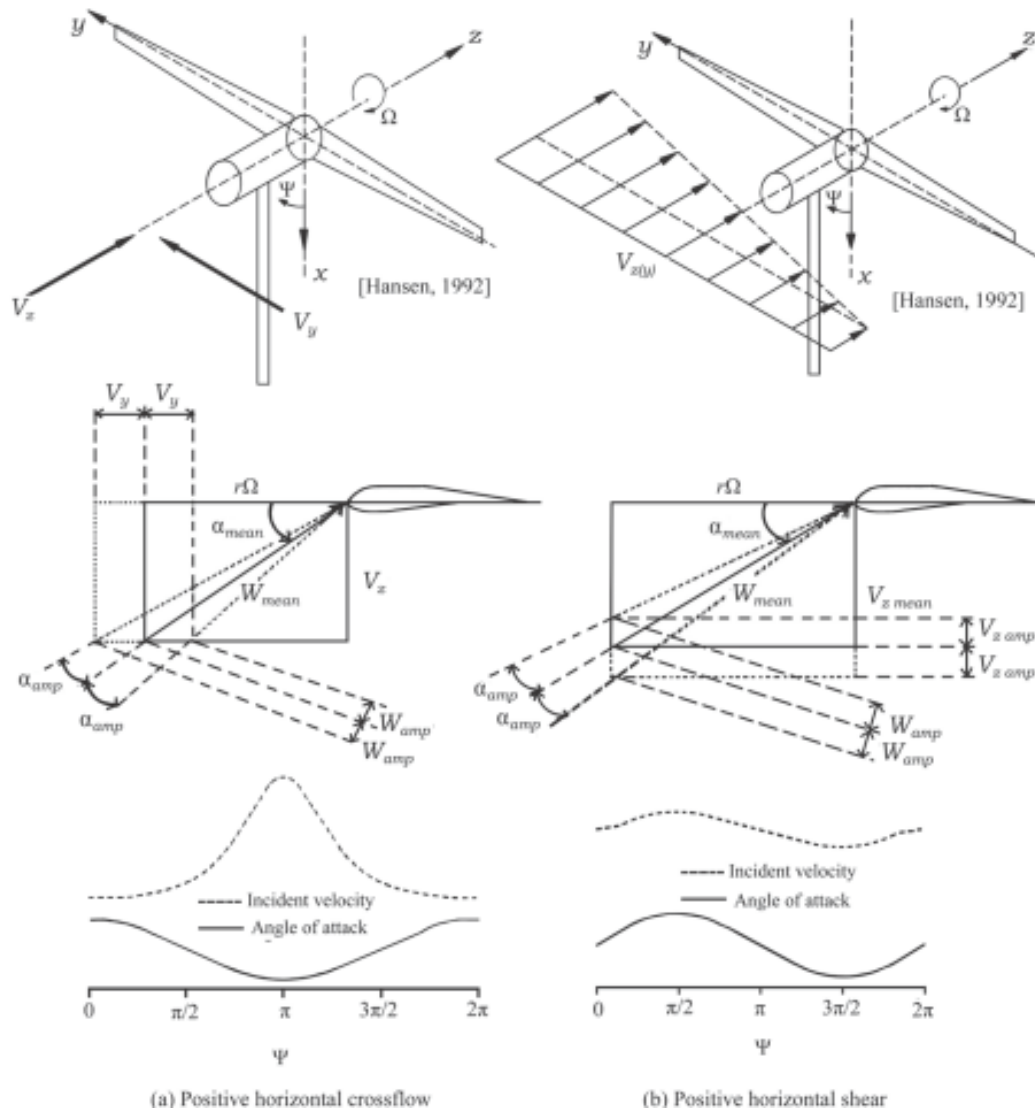 y
z
Ω
Ψ
x
[Hansen, 1992]
V_z
V_y
y
z
Ω
Ψ
x
V_z(y)
[Hansen, 1992]
V_y V_y
rΩ
α_mean
W_mean
V_z
α_amp
α_amp
W_amp
W_amp
rΩ
α_mean
W_mean
V_z mean
V_z amp
V_z amp
α_amp
α_amp
W_amp
W_amp
Incident velocity
Angle of attack
0 π/2 π 3π/2 2π
Ψ
(a) Positive horizontal crossflow
Incident velocity
Angle of attack
0 π/2 π 3π/2 2π
Ψ
(b) Positive horizontal shear